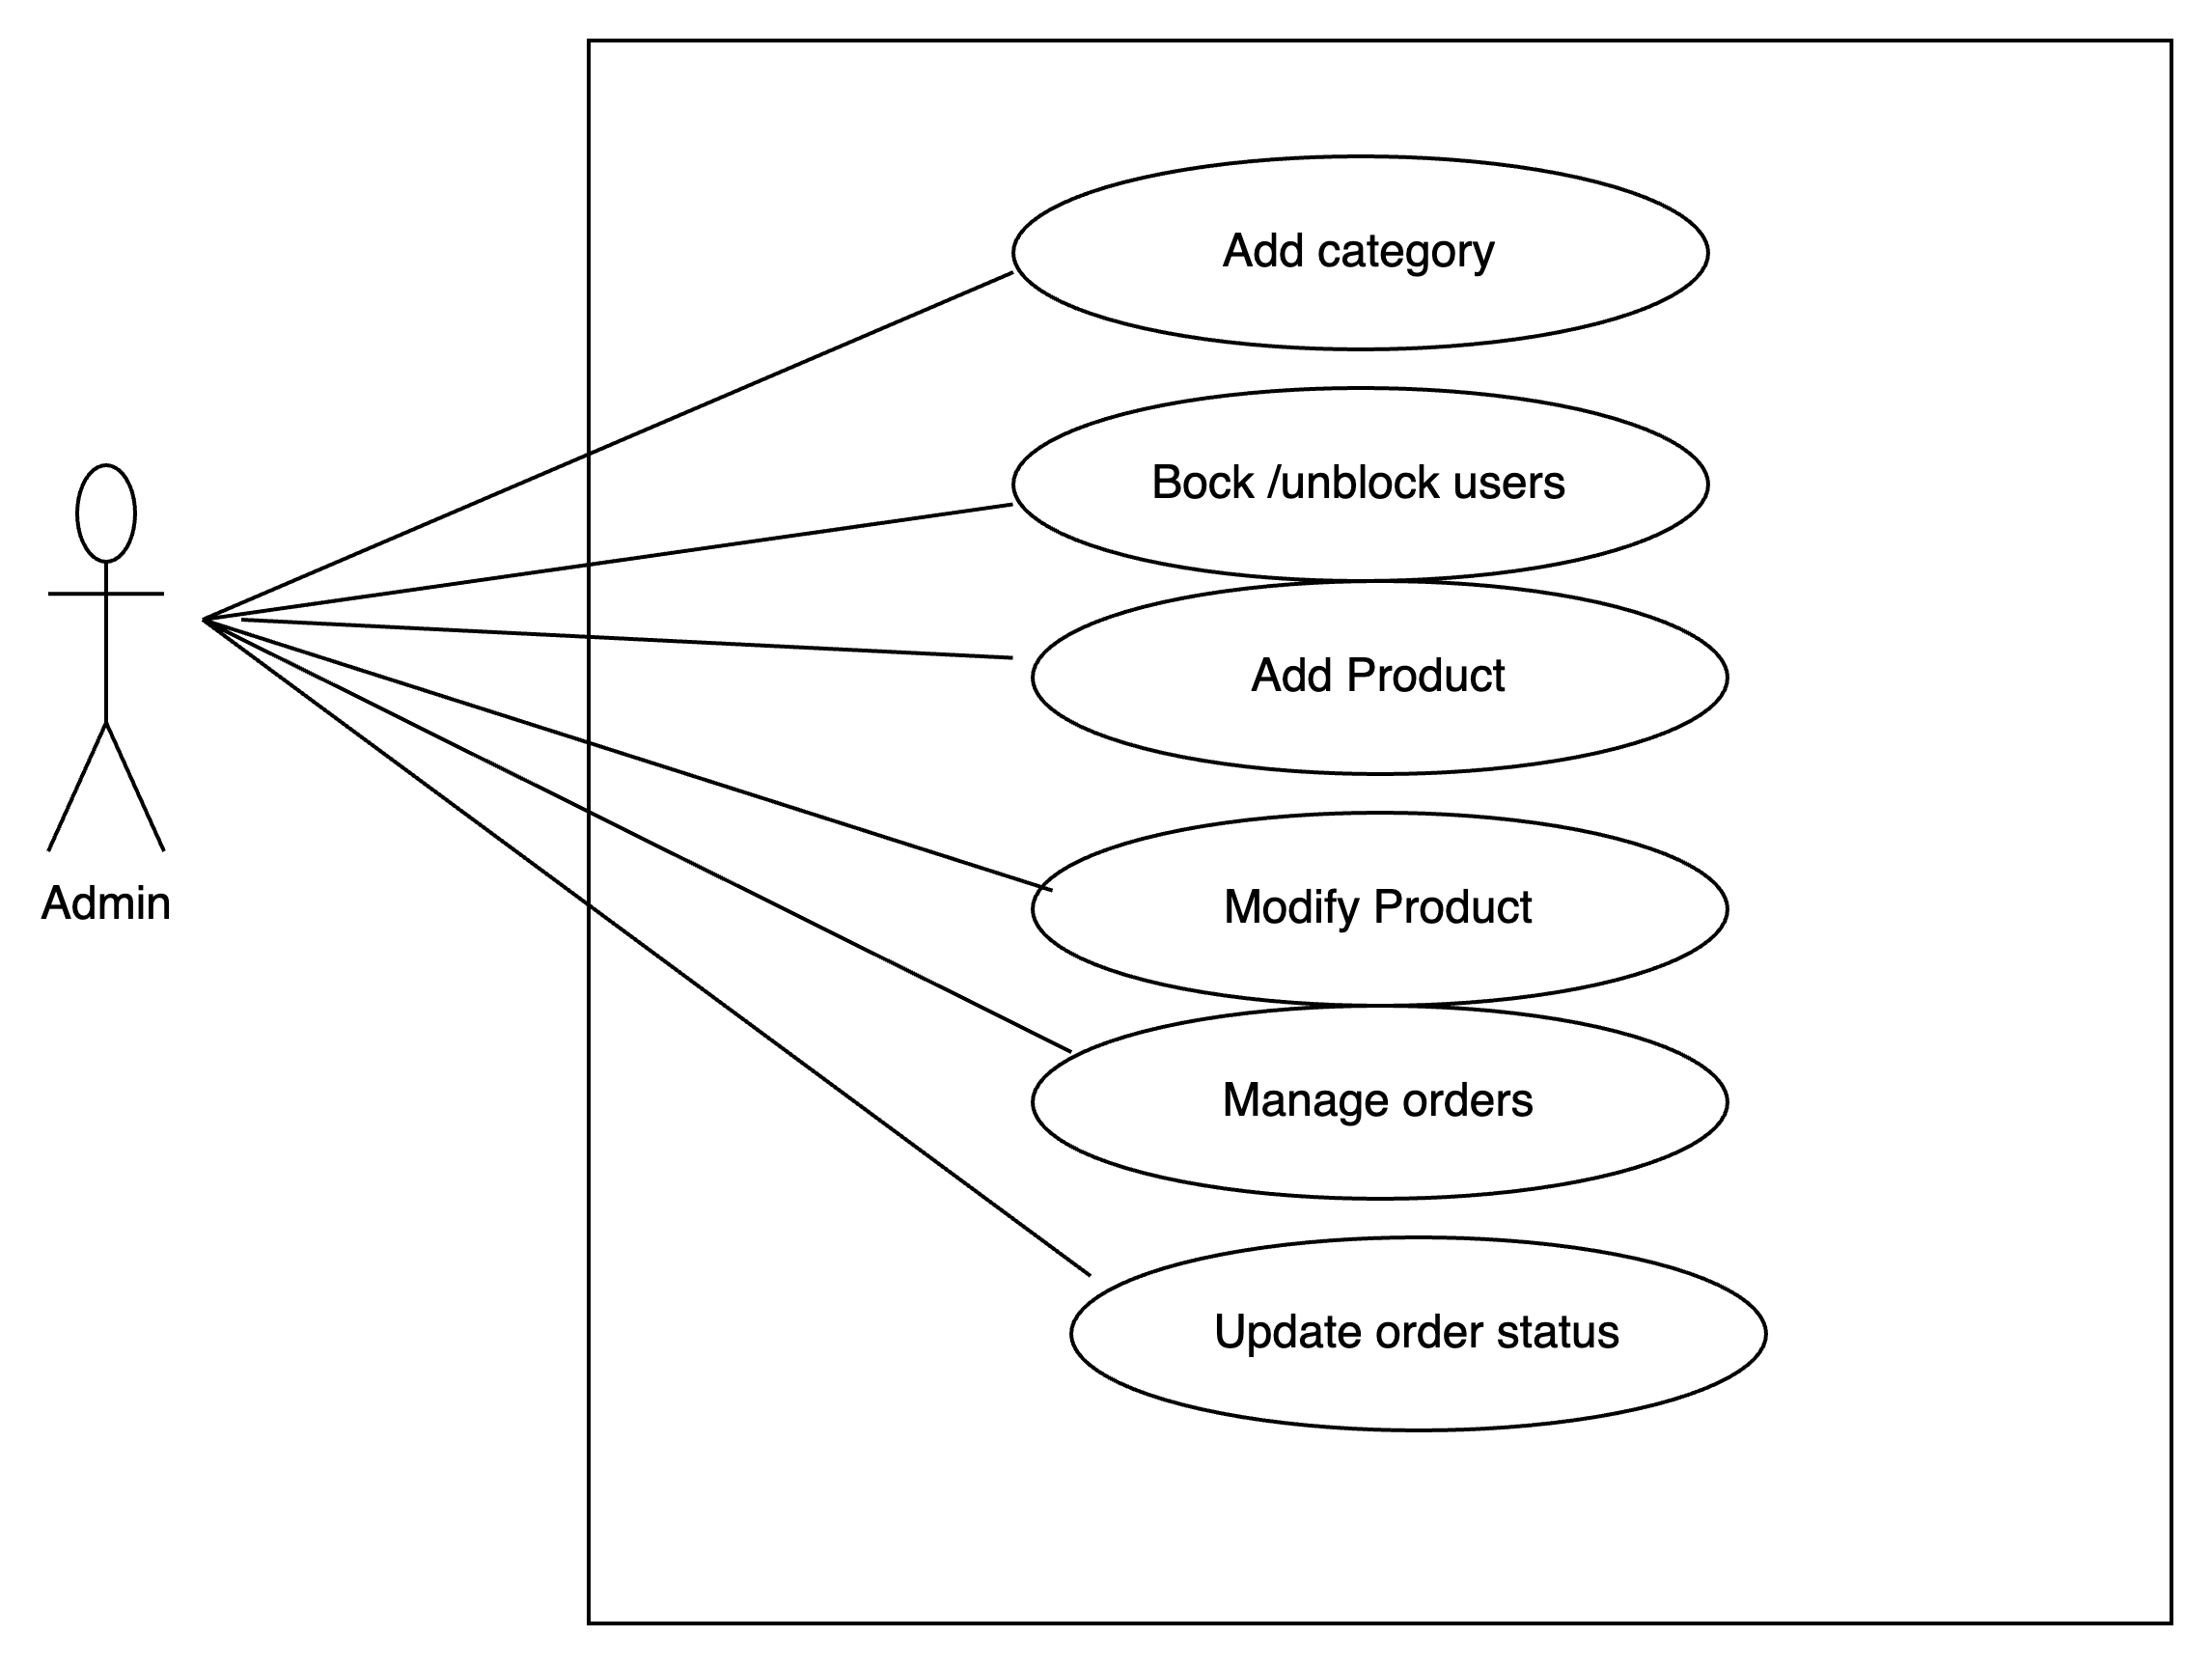 Add category
Bock /unblock users
Add Product
Admin
Modify Product
Manage orders
Update order status